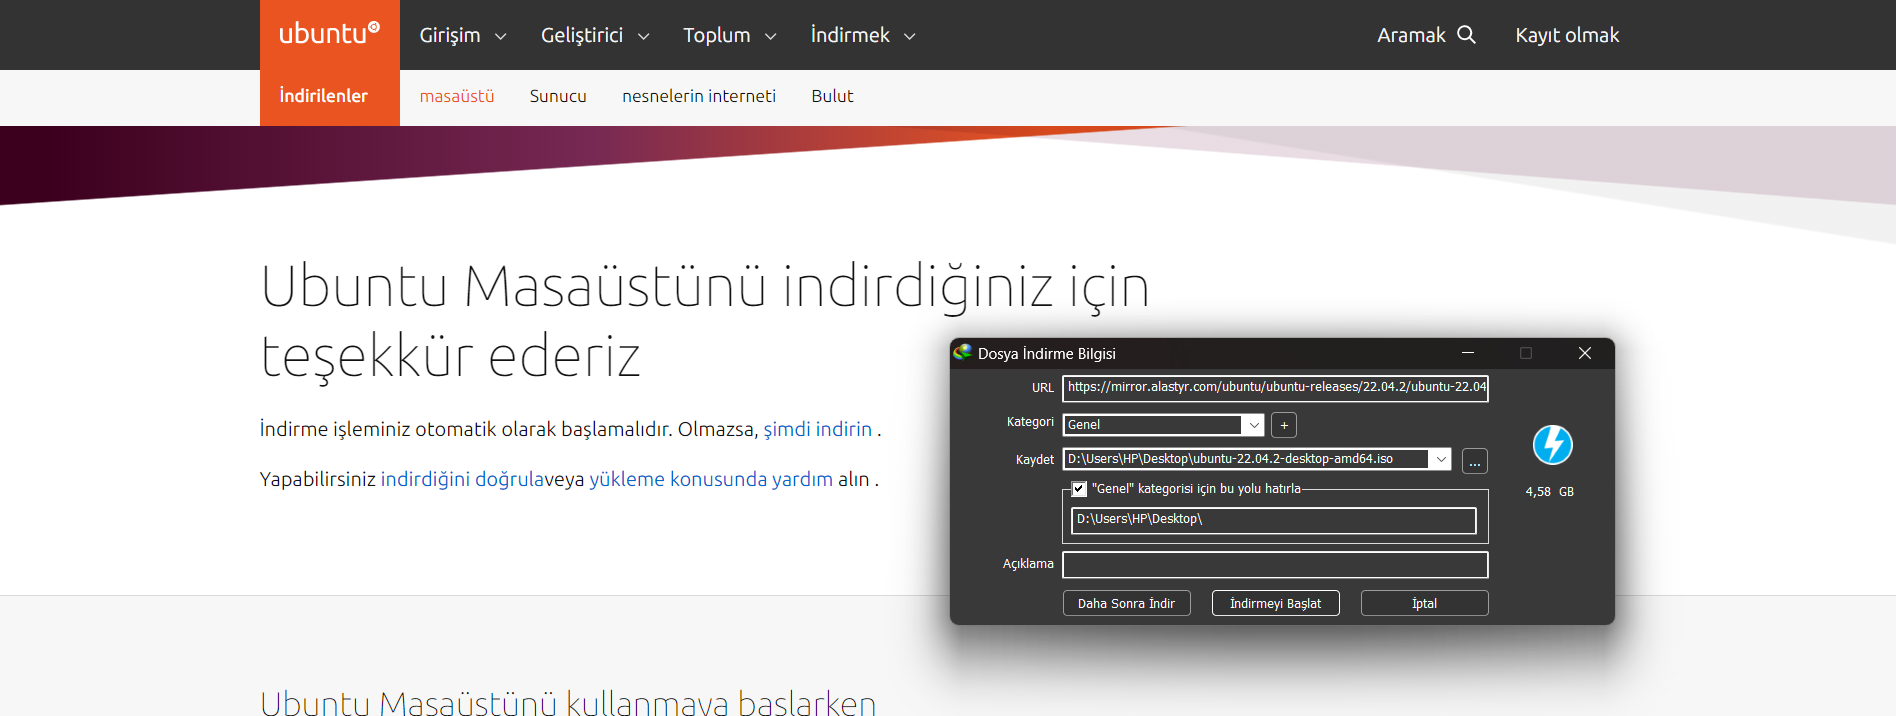 ubuntu
Girişim
Geliştirici
Toplum
İndirmek
Aramak
Kayıt olmak
İndirilenler
masaüstü
Sunucu
nesnelerin interneti
Bulut
Ubuntu Masaüstünü indirdiğiniz için
teşekkür ederiz
İndirme işleminiz otomatik olarak başlamalıdır. Olmazsa, şimdi indirin .
Yapabilirsiniz indirdiğini doğrulaveya yükleme konusunda yardım alın .
Dosya İndirme Bilgisi
URL https://mirror.alastyr.com/ubuntu/ubuntu-releases/22.04.2/ubuntu-22.04
Kategori Genel +
Kaydet D:\Users\HP\Desktop\ubuntu-22.04.2-desktop-amd64.iso ...
4,58 GB
"Genel" kategorisi için bu yolu hatırla
D:\Users\HP\Desktop\
Açıklama
Daha Sonra İndir
İndirmeyi Başlat
İptal
Ubuntu Masaüstünü kullanmaya başlarken